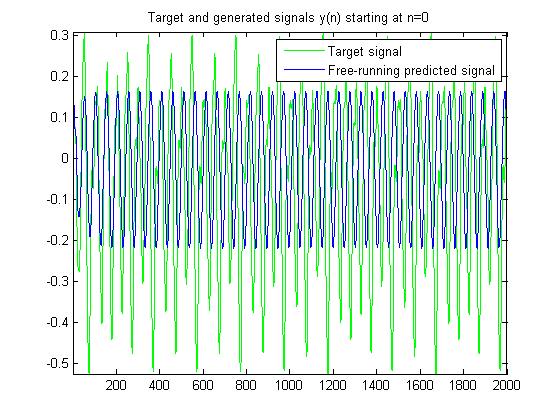 Target and generated signals y(n) starting at n=0
Target signal
Free-running predicted signal
0.3
0.2
0.1
0
-0.1
-0.2
-0.3
-0.4
-0.5
200 400 600 800 1000 1200 1400 1600 1800 2000